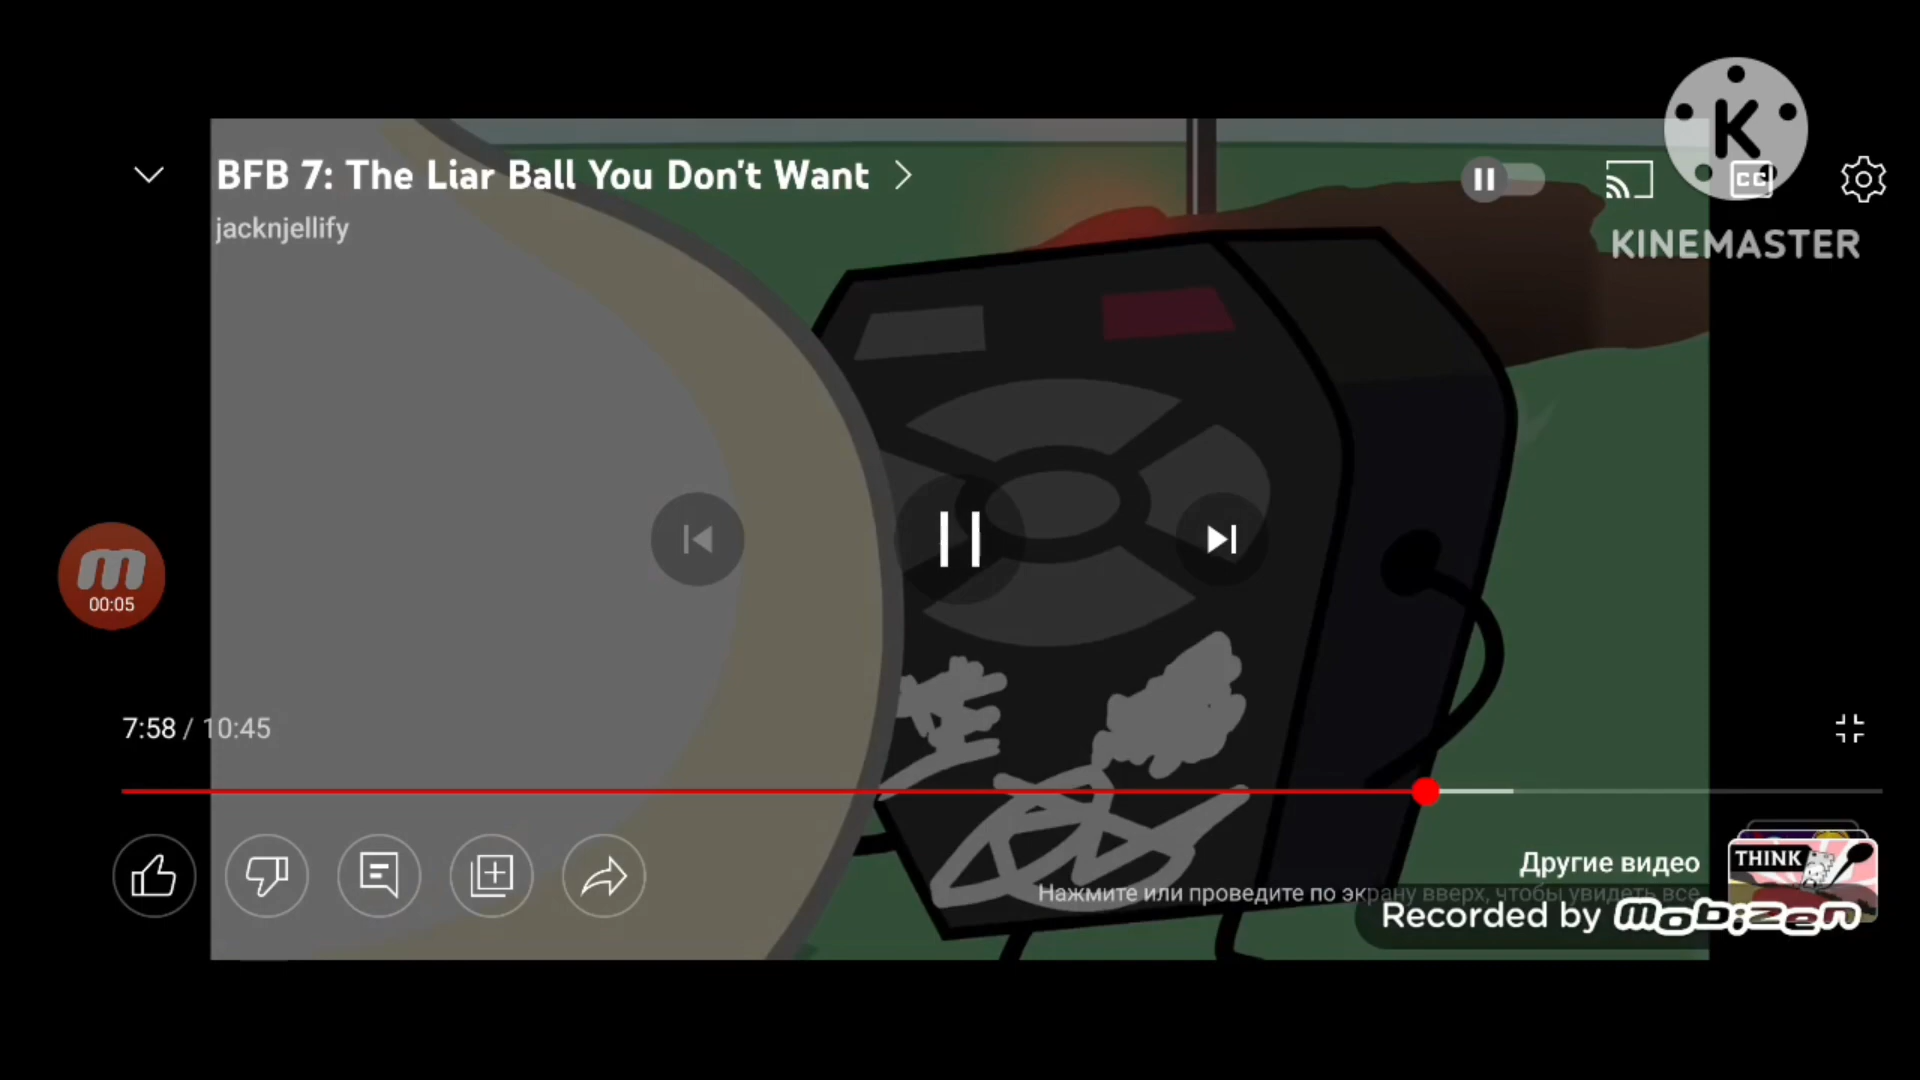 BFB 7: The Liar Ball You Don't Want
jacknjellify
K
CC
KINEMASTER
m
00:05
7:58 / 10:45
Другие видео
Нажмите или проведите по экрану вверх, чтобы увидеть все
THINK
Recorded by mobizen